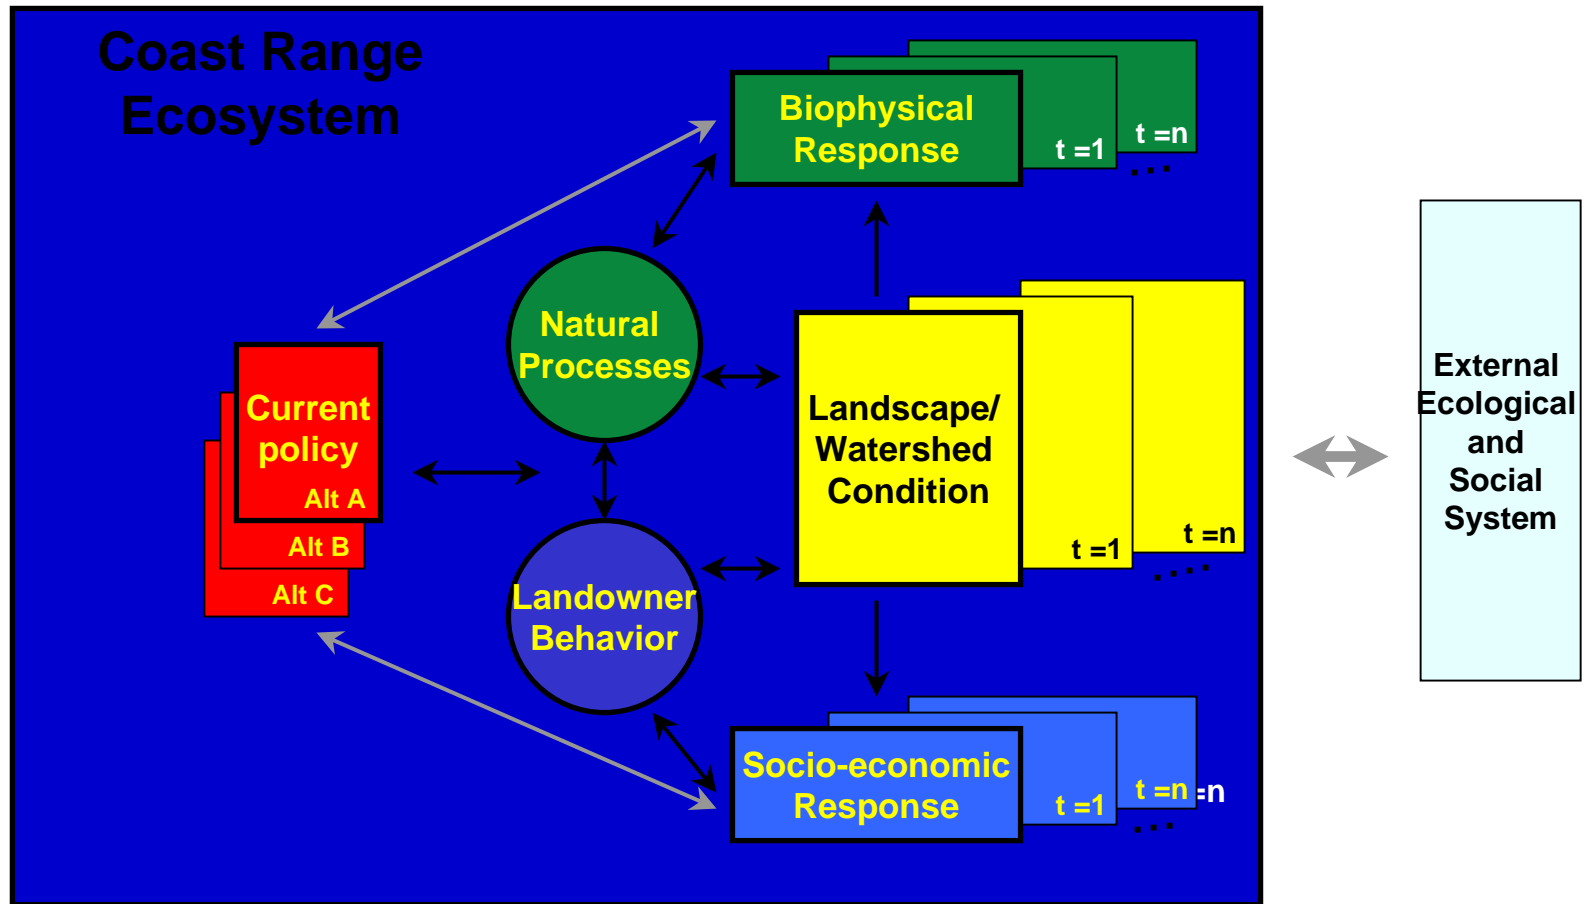 Coast Range
Ecosystem
Biophysical
Response
t =1
t =n
. . .
Natural
Processes
Current
policy
Alt A
Alt B
Alt C
Landscape/
Watershed
Condition
t =1
t =n
. . . .
Landowner
Behavior
Socio-economic
Response
t =1
t =n
=n
. . .
External
Ecological
and
Social
System